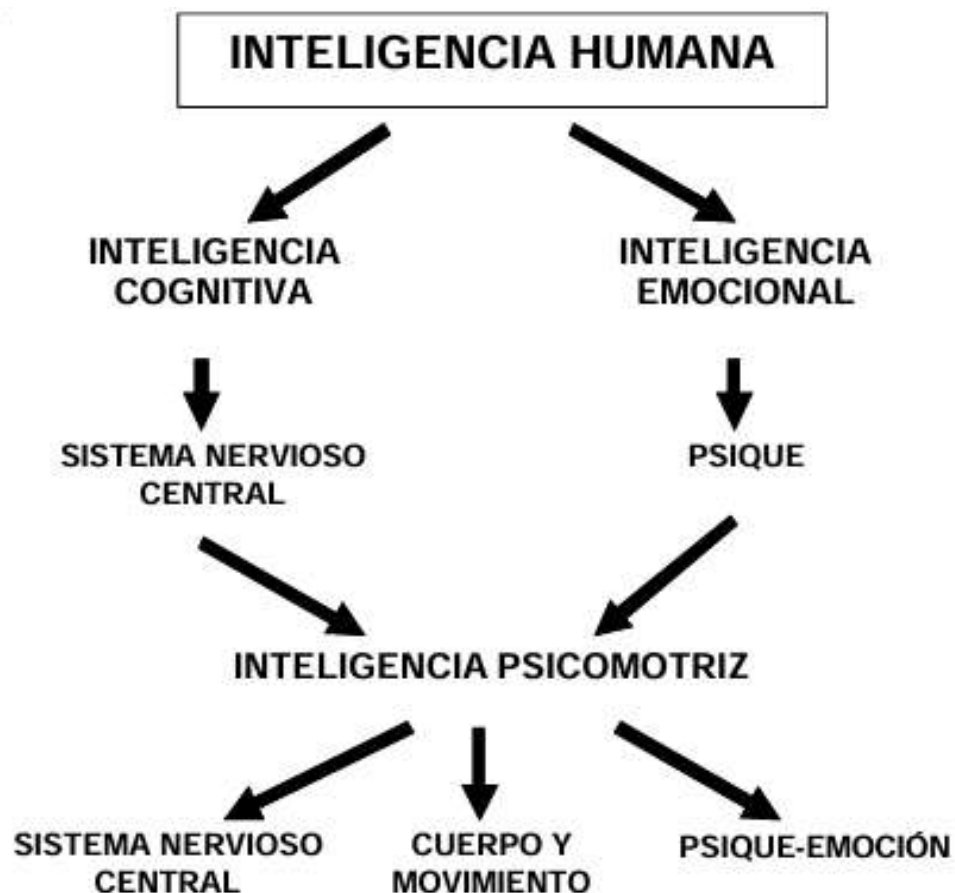 INTELIGENCIA HUMANA
INTELIGENCIA
COGNITIVA
INTELIGENCIA
EMOCIONAL
SISTEMA NERVIOSO
CENTRAL
PSIQUE
INTELIGENCIA PSICOMOTRIZ
SISTEMA NERVIOSO
CENTRAL
CUERPO Y
MOVIMIENTO
PSIQUE-EMOCIÓN